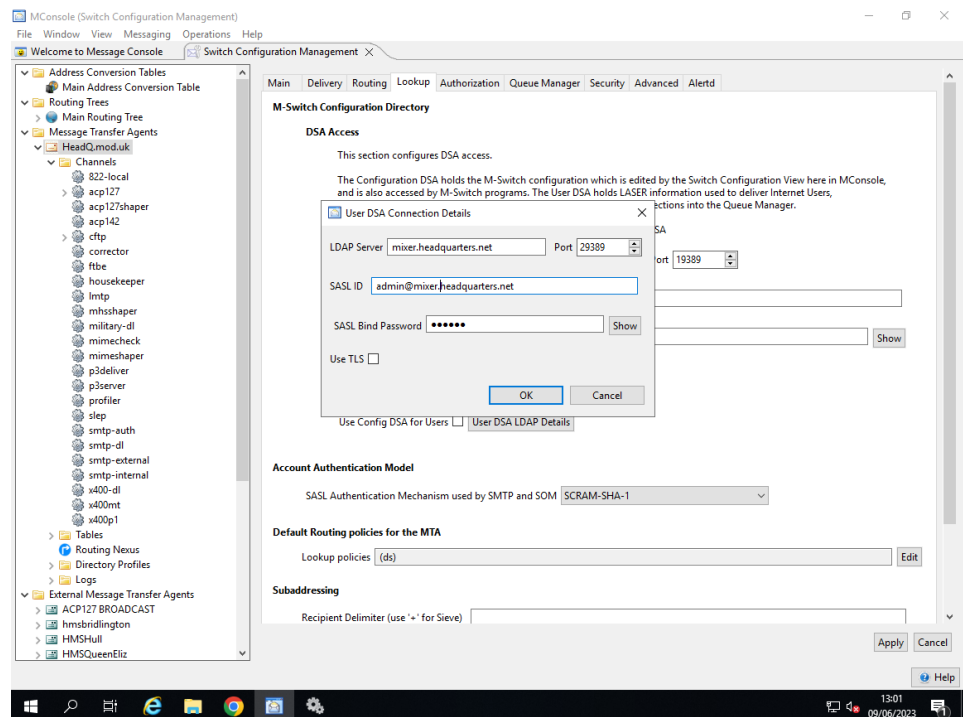 MConsole (Switch Configuration Management)
File Window View Messaging Operations Help
Welcome to Message Console
Switch Configuration Management
Address Conversion Tables
Main Address Conversion Table
Routing Trees
Main Routing Tree
Message Transfer Agents
HeadQ.mod.uk
Channels
822-local
acp127
acp127shaper
acp142
cftp
corrector
ftbe
housekeeper
lmtp
mhsshaper
military-dl
mimecheck
mimeshaper
p3deliver
p3server
profiler
slep
smtp-auth
smtp-dl
smtp-external
smtp-internal
x400-dl
x400mt
x400p1
Tables
Routing Nexus
Directory Profiles
Logs
External Message Transfer Agents
ACP127 BROADCAST
hmsbridlington
HMSHull
HMSQueenEliz
Main Delivery Routing Lookup Authorization Queue Manager Security Advanced Alertd
M-Switch Configuration Directory
DSA Access
This section configures DSA access.
The Configuration DSA holds the M-Switch configuration which is edited by the Switch Configuration View here in MConsole,
and is also accessed by M-Switch programs. The User DSA holds LASER information used to deliver Internet Users,
ections into the Queue Manager.
SA
ort 19389
Show
User DSA Connection Details
LDAP Server mixer.headquarters.net Port 29389
SASL ID admin@mixer.headquarters.net
SASL Bind Password •••••• Show
Use TLS
OK Cancel
Use Config DSA for Users User DSA LDAP Details
Account Authentication Model
SASL Authentication Mechanism used by SMTP and SOM SCRAM-SHA-1
Default Routing policies for the MTA
Lookup policies (ds) Edit
Subaddressing
Recipient Delimiter (use '+' for Sieve)
Apply Cancel
Help
13:01
09/06/2023